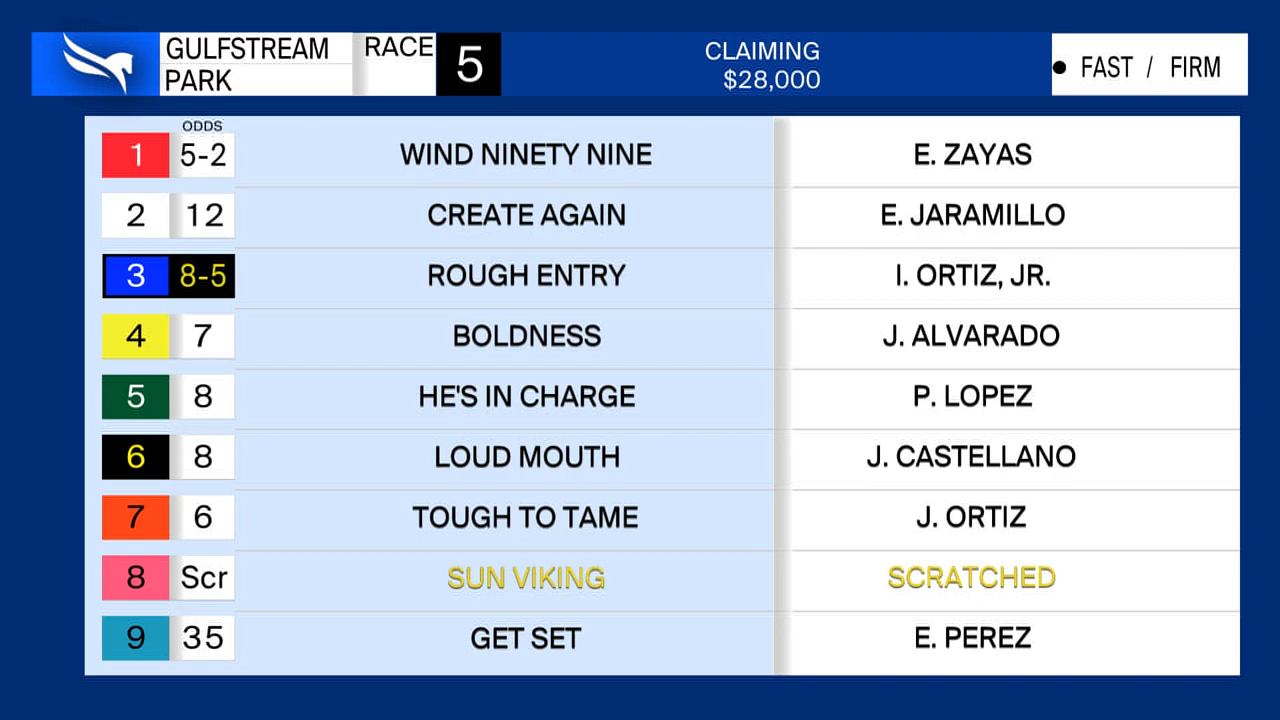 GULFSTREAM PARK RACE 5 CLAIMING $28,000 • FAST / FIRM
ODDS
1 5-2 WIND NINETY NINE E. ZAYAS
2 12 CREATE AGAIN E. JARAMILLO
3 8-5 ROUGH ENTRY I. ORTIZ, JR.
4 7 BOLDNESS J. ALVARADO
5 8 HE'S IN CHARGE P. LOPEZ
6 8 LOUD MOUTH J. CASTELLANO
7 6 TOUGH TO TAME J. ORTIZ
8 Scr SUN VIKING SCRATCHED
9 35 GET SET E. PEREZ